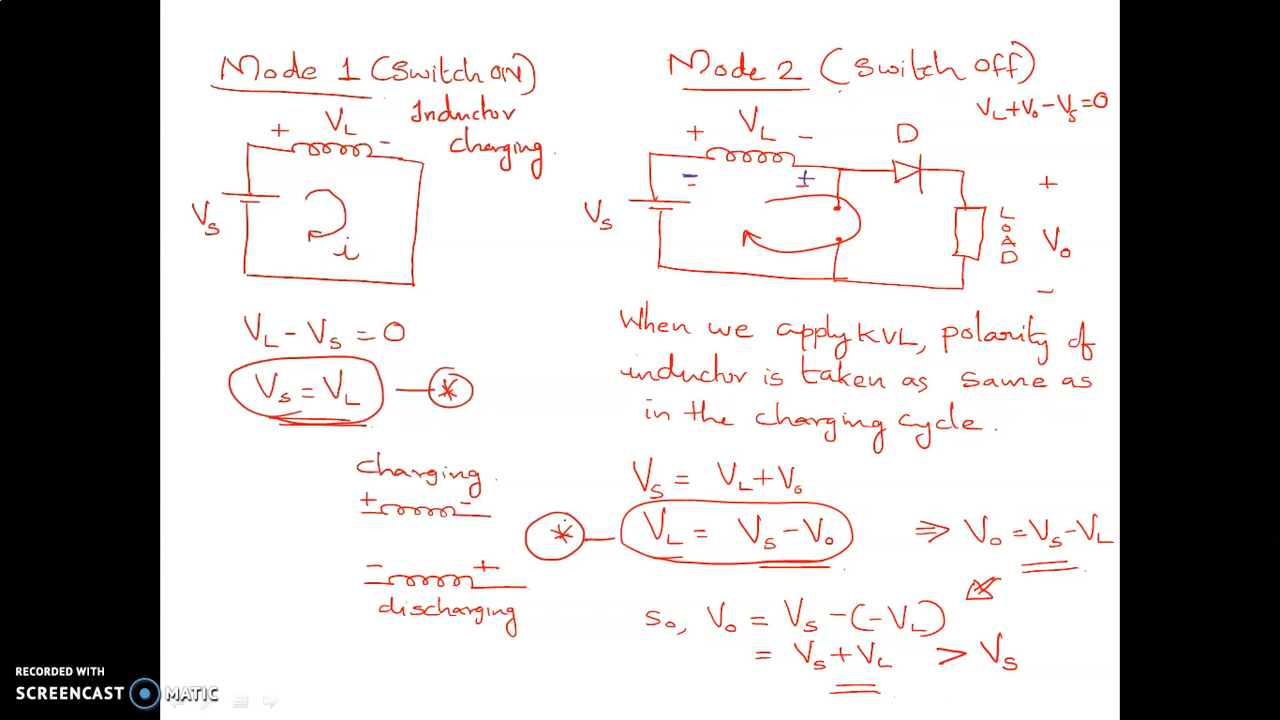 Mode 1 (Switch ON)
Inductor
charging.
+ VL -
Vs
i
VL - Vs = 0
Vs = VL — *
charging
+ -
- +
discharging
Mode 2 (Switch off)
VL + Vo - Vs = 0
+ VL - D
- +
Vs
+
LOAD
Vo
-
When we apply KVL, polarity of
inductor is taken as same as
in the charging cycle.
Vs = VL + Vo
* — VL = Vs - Vo ⇒ Vo = Vs - VL
So, Vo = Vs - (-VL)
= Vs + VL > Vs
RECORDED WITH
SCREENCAST MATIC